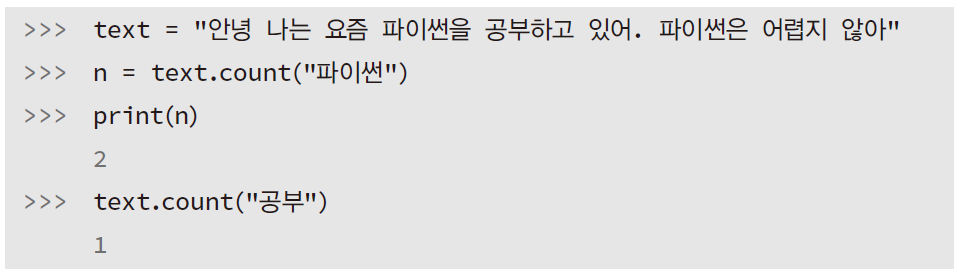 >>> text = "안녕 나는 요즘 파이썬을 공부하고 있어. 파이썬은 어렵지 않아"
>>> n = text.count("파이썬")
>>> print(n)
2
>>> text.count("공부")
1